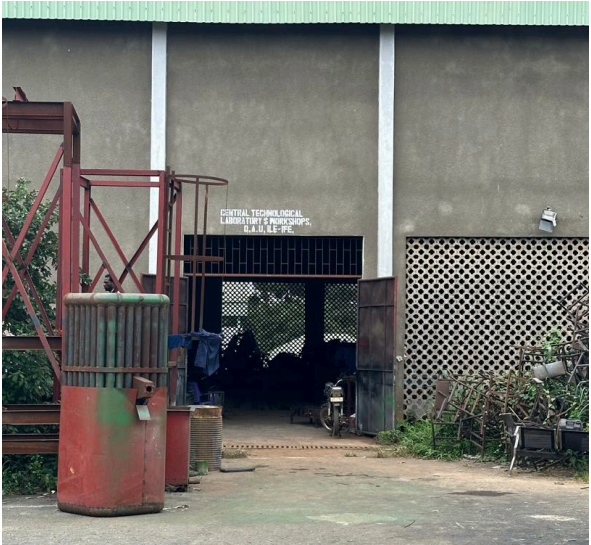 CENTRAL TECHNOLOGICAL
LABORATORY & WORKSHOPS,
O.A.U, ILE-IFE.